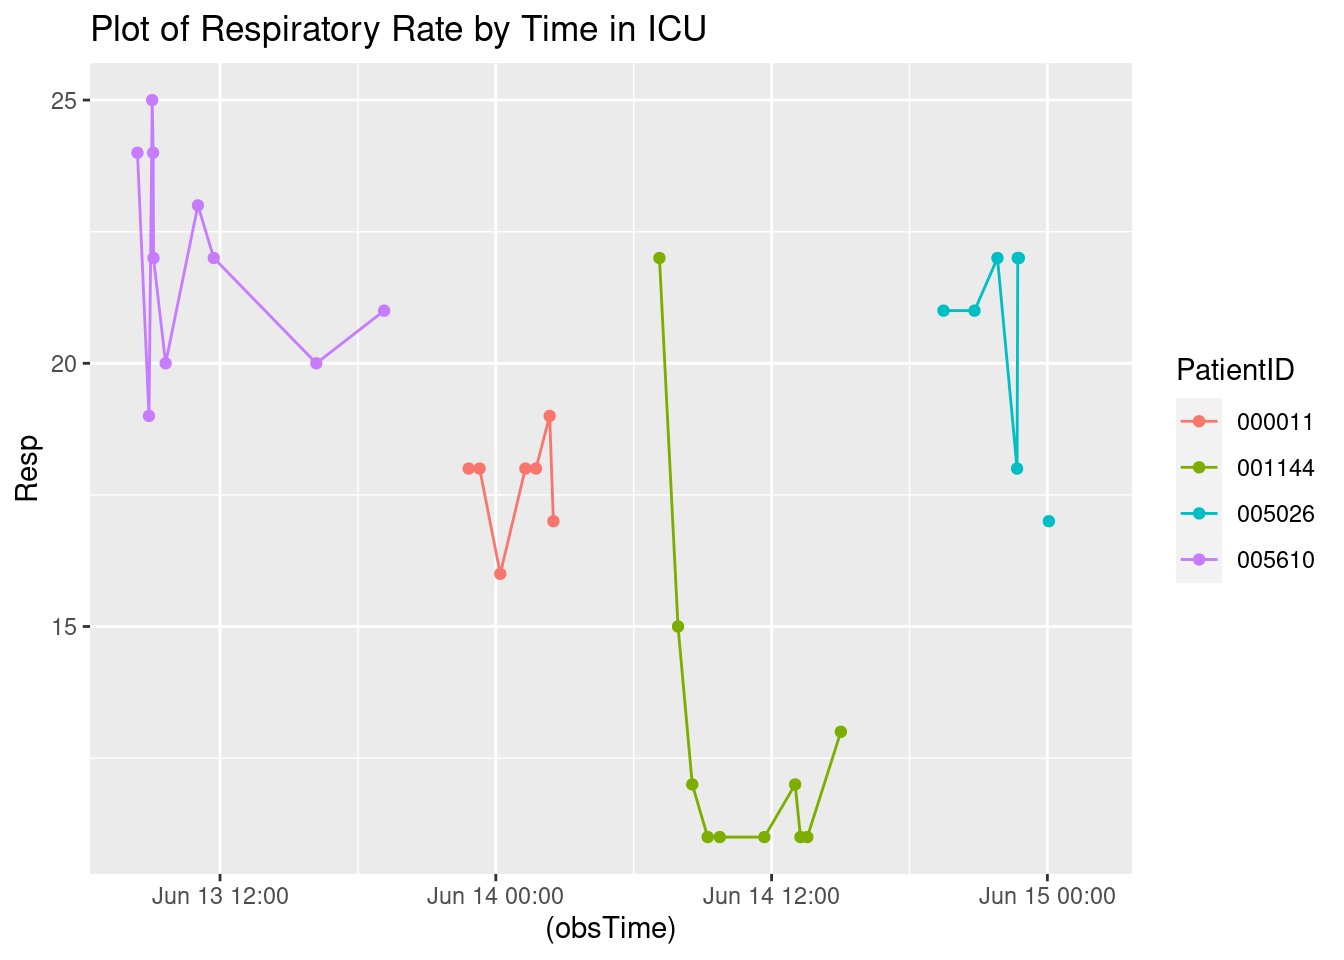 Plot of Respiratory Rate by Time in ICU
25
20
15
Resp
Jun 13 12:00
Jun 14 00:00
Jun 14 12:00
Jun 15 00:00
(obsTime)
PatientID
000011
001144
005026
005610